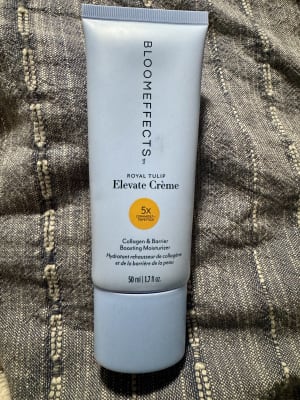 BLOOMEFFECTS
ROYAL TULIP
Elevate Crème
5x
Collagen & Barrier
Boosting Moisturizer
Hydratant rehausseur de collagène
et de la barrière de la peau
50 ml | 1.7 fl oz.